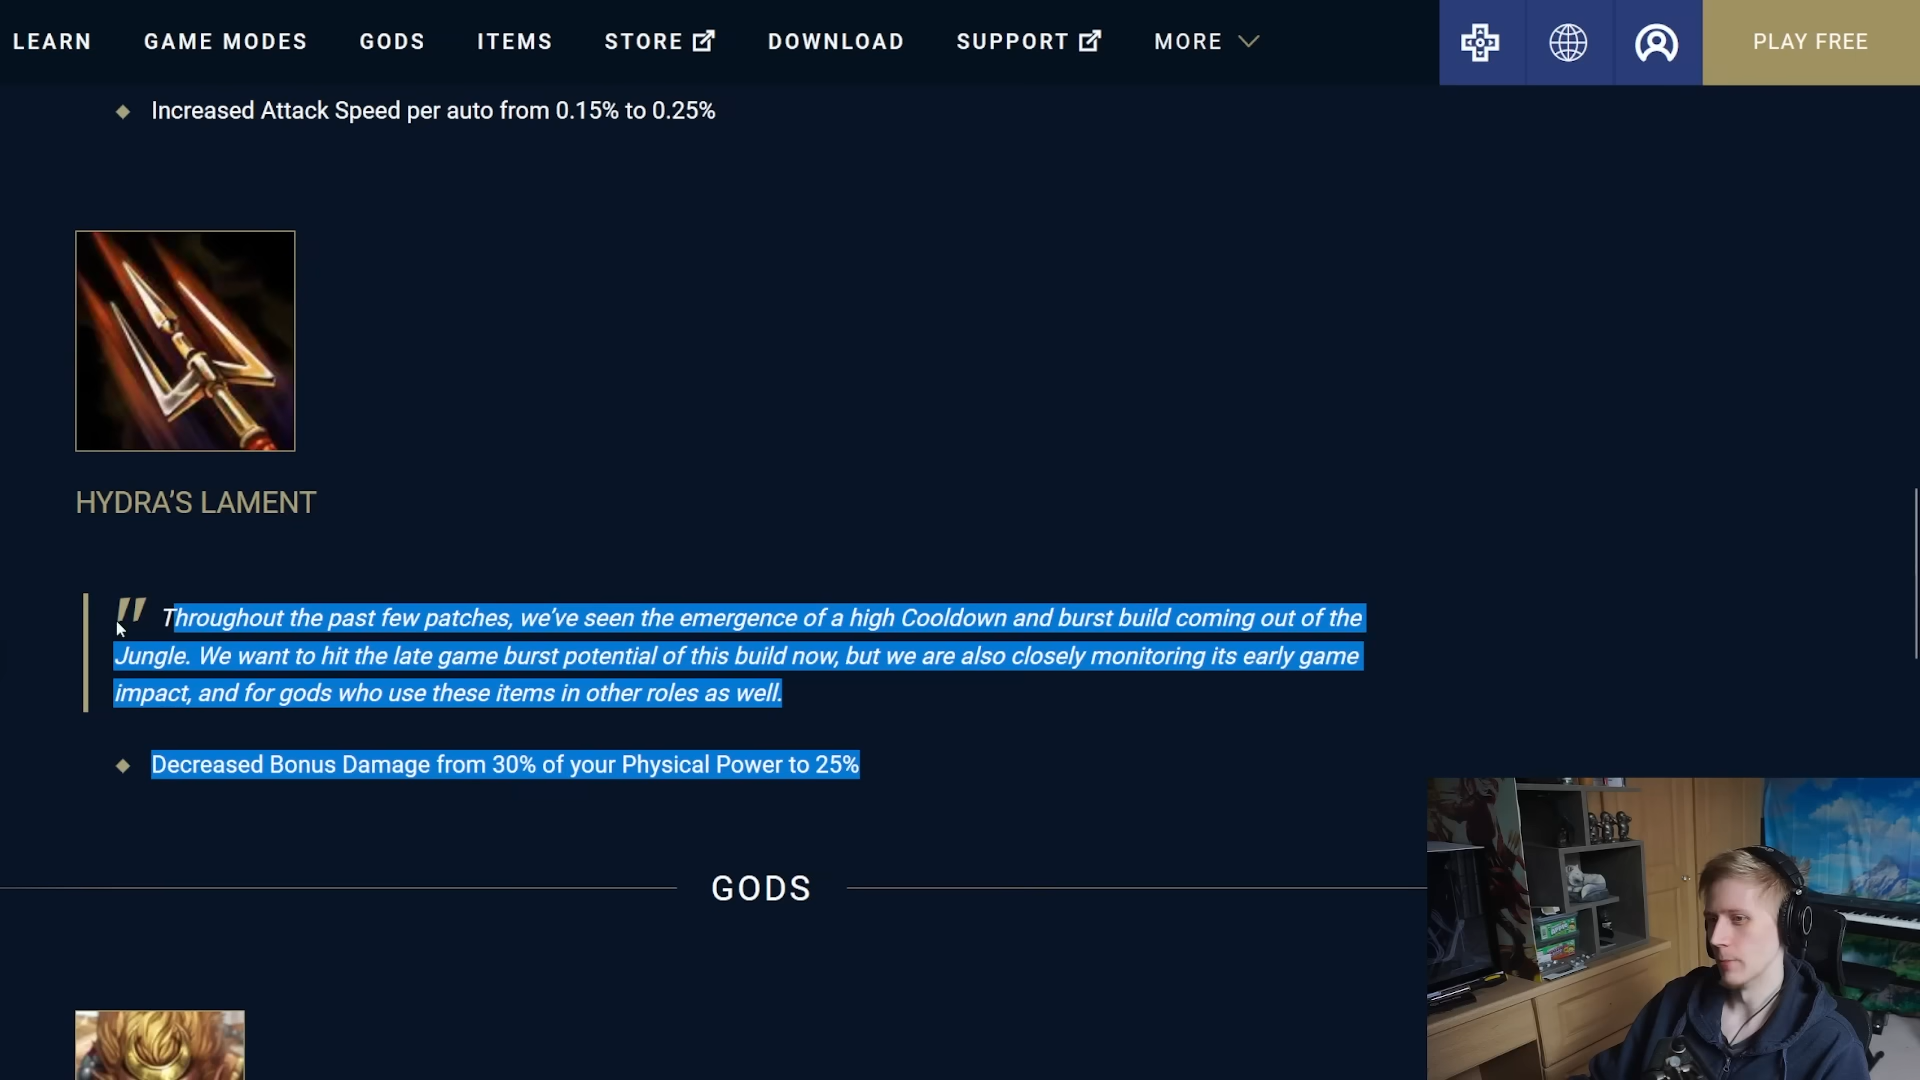 LEARN GAME MODES GODS ITEMS STORE DOWNLOAD SUPPORT MORE PLAY FREE
Increased Attack Speed per auto from 0.15% to 0.25%
HYDRA’S LAMENT
" Throughout the past few patches, we’ve seen the emergence of a high Cooldown and burst build coming out of the
Jungle. We want to hit the late game burst potential of this build now, but we are also closely monitoring its early game
impact, and for gods who use these items in other roles as well.
Decreased Bonus Damage from 30% of your Physical Power to 25%
GODS